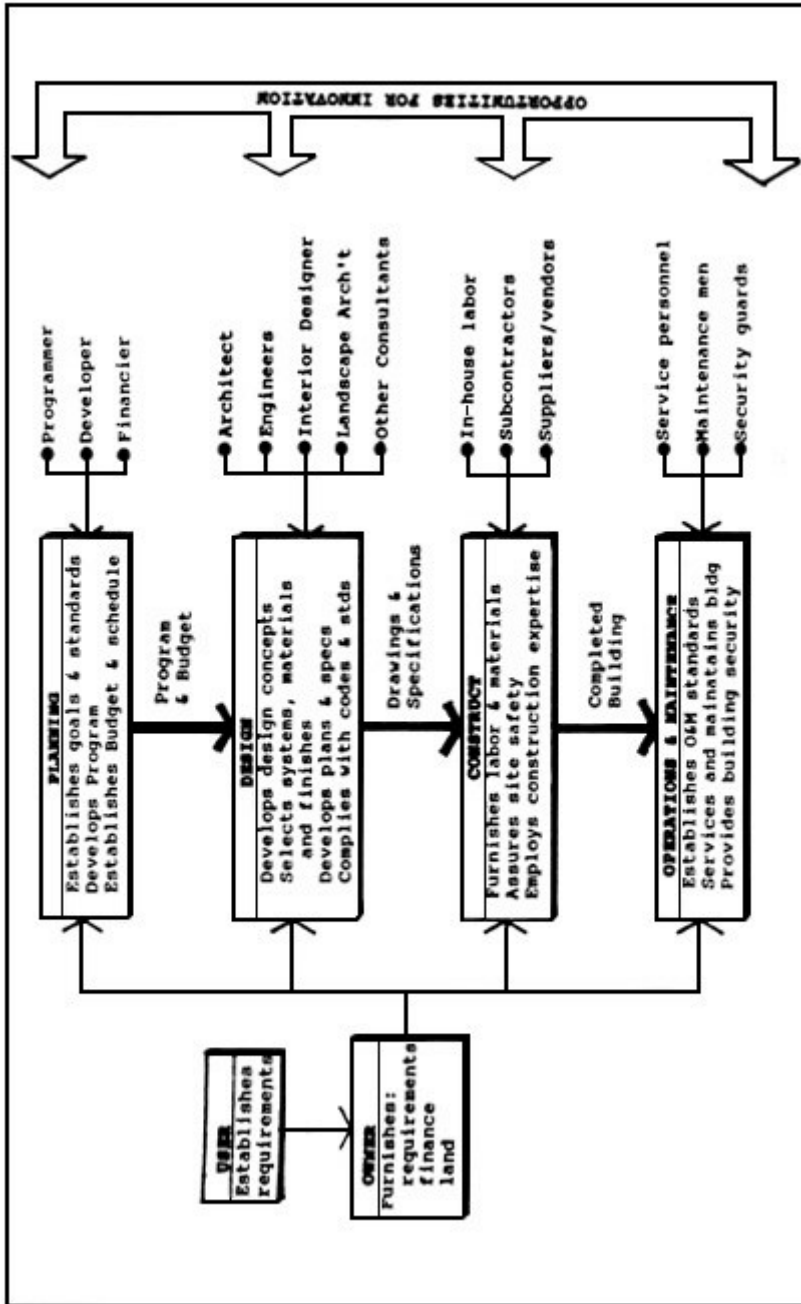 USER
Establishes
requirements
OWNER
Furnishes:
requirements
finance
land
PLANNING
Establishes goals & standards
Develops Program
Establishes Budget & schedule
Program
& Budget
DESIGN
Develops design concepts
Selects systems, materials
and finishes
Develops plans & specs
Complies with codes & stds
Drawings &
Specifications
CONSTRUCT
Furnishes labor & materials
Assures site safety
Employs construction expertise
Completed
Building
OPERATIONS & MAINTENANCE
Establishes O&M standards
Services and maintains bldg
Provides building security
Programmer
Developer
Financier
Architect
Engineers
Interior Designer
Landscape Arch't
Other Consultants
In-house labor
Subcontractors
Suppliers/vendors
Service personnel
Maintenance men
Security guards
OPPORTUNITIES FOR INNOVATION